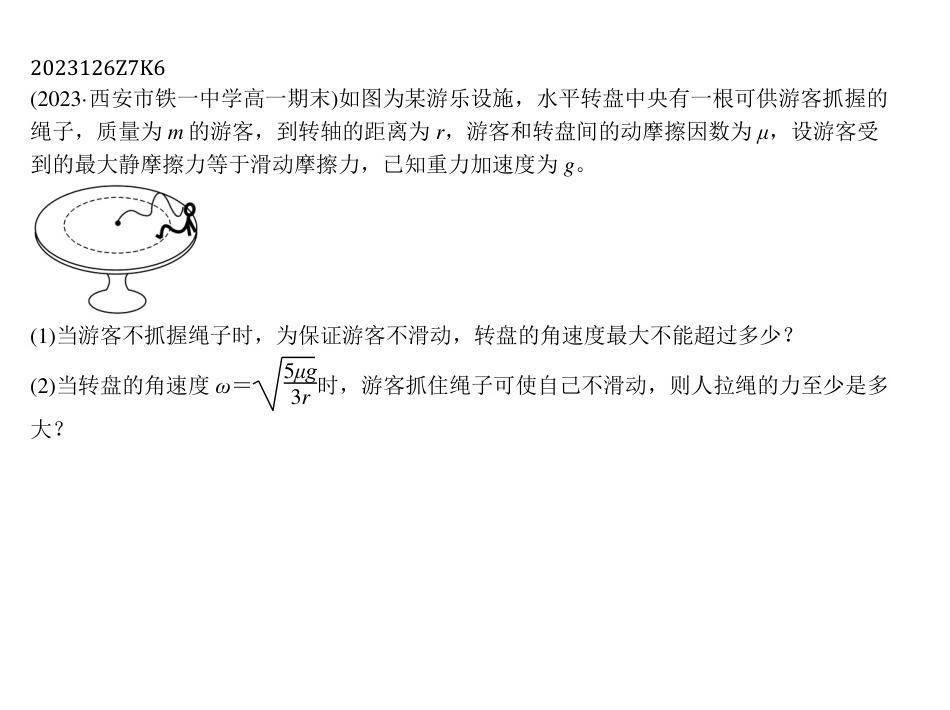 2023126Z7K6
(2023·西安市铁一中学高一期末)如图为某游乐设施，水平转盘中央有一根可供游客抓握的
绳子，质量为 m 的游客，到转轴的距离为 r，游客和转盘间的动摩擦因数为 μ，设游客受
到的最大静摩擦力等于滑动摩擦力，已知重力加速度为 g。
(1)当游客不抓握绳子时，为保证游客不滑动，转盘的角速度最大不能超过多少？
(2)当转盘的角速度 ω＝√(5μg/3r)时，游客抓住绳子可使自己不滑动，则人拉绳的力至少是多
大？